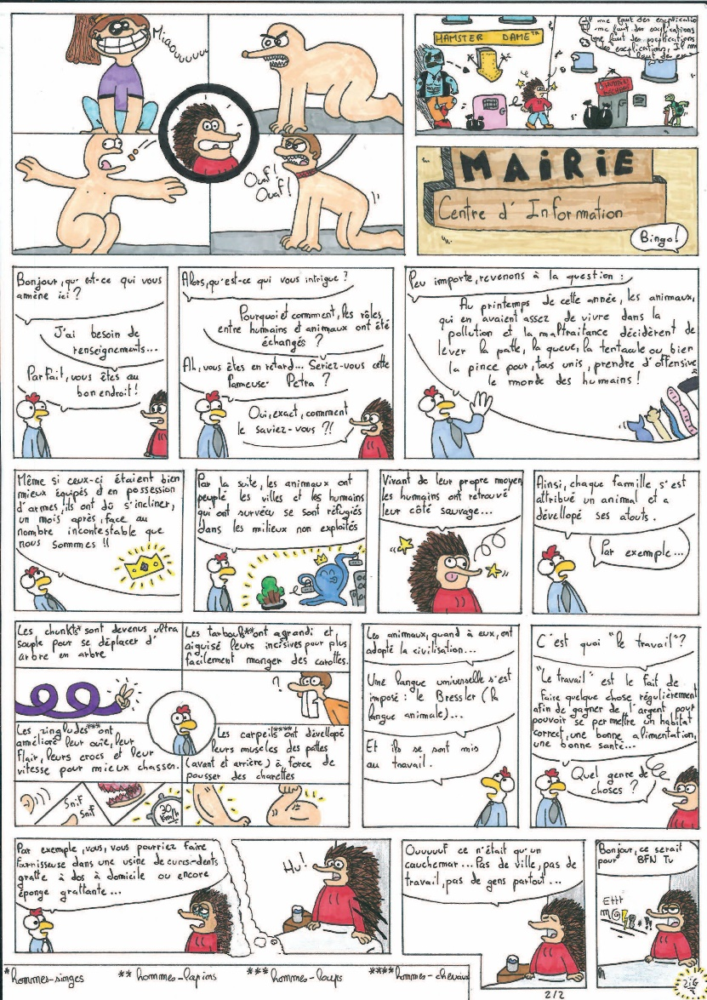 Miaouuuuuu
Ouaf!
Ouaf!
HAMSTER DAME
Il me faut des explications
Il me faut des explications
MAIRIE
Centre d'Information
Bingo!
Bonjour, qu'est-ce qui vous
amène ici ?
J'ai besoin de
renseignements...
Parfait, vous êtes au
bon endroit!
Alors, qu'est-ce qui vous intrigue ?
Pourquoi et comment, les rôles
entre humains et animaux ont été
échangés ?
Ah, vous êtes en retard... Seriez-vous cette
fameuse Petra ?
Oui, exact, comment
le saviez-vous ?!
Peu importe, revenons à la question :
Au printemps de cette année, les animaux,
qui en avaient assez de vivre dans la
pollution et la maltraitance décidèrent de
lever la patte, la queue, la tentacule ou bien
la pince pour, tous unis, prendre d'offensive
le monde des humains !
Même si ceux-ci étaient bien
mieux équipés et en possession
d'armes, ils ont dû s'incliner,
un mois après, face au
nombre incontestable que
nous sommes !!
Par la suite, les animaux ont
peuplé les villes et les humains
qui ont survécu se sont réfugiés
dans les milieux non exploités
Vivant de leur propre moyen
les humains ont retrouvé
leur côté sauvage...
Ainsi, chaque famille s'est
attribué un animal et a
dévellopé ses atouts.
Par exemple...
Les chunkts* sont devenus ultra
souple pour se déplacer d'
arbre en arbre
Les tarbouls** ont agrandi et
aiguisé leurs incisives pour plus
facilement manger des carottes.
?
Les zingludes*** ont
amélioré leur ouïe, leur
flair, leurs crocs et leur
vitesse pour mieux chasser.
Les carpeils**** ont dévellopé
leurs muscles des pattes
(avant et arrière) à force de
pousser des charettes
Snif
Snif
30
Km/h
Les animaux, quand à eux, ont
adopté la civilisation...
Une langue universelle s'est
imposé : le Bressler (la
langue animale)...
Et ils se sont mis
au travail.
C'est quoi "le travail"?
"Le travail" est le fait de
faire quelque chose régulièrement
afin de gagner de l'argent pour
pouvoir se permettre un habitat
correct, une bonne alimentation,
une bonne santé...
Quel genre de
choses ?
Par exemple, vous, vous pourriez faire
fournisseuse dans une usine de cures-dents
gratte à dos à domicile ou encore
éponge grattante...
Hu!
Ouuuuuf ce n'était qu'un
cauchemar... Pas de ville, pas de
travail, pas de gens partout...
Bonjour, ce serait
pour BFN Tv
*hommes-singes
** hommes-lapins
*** hommes-loups
**** hommes-chevaux
2/2
ZiG